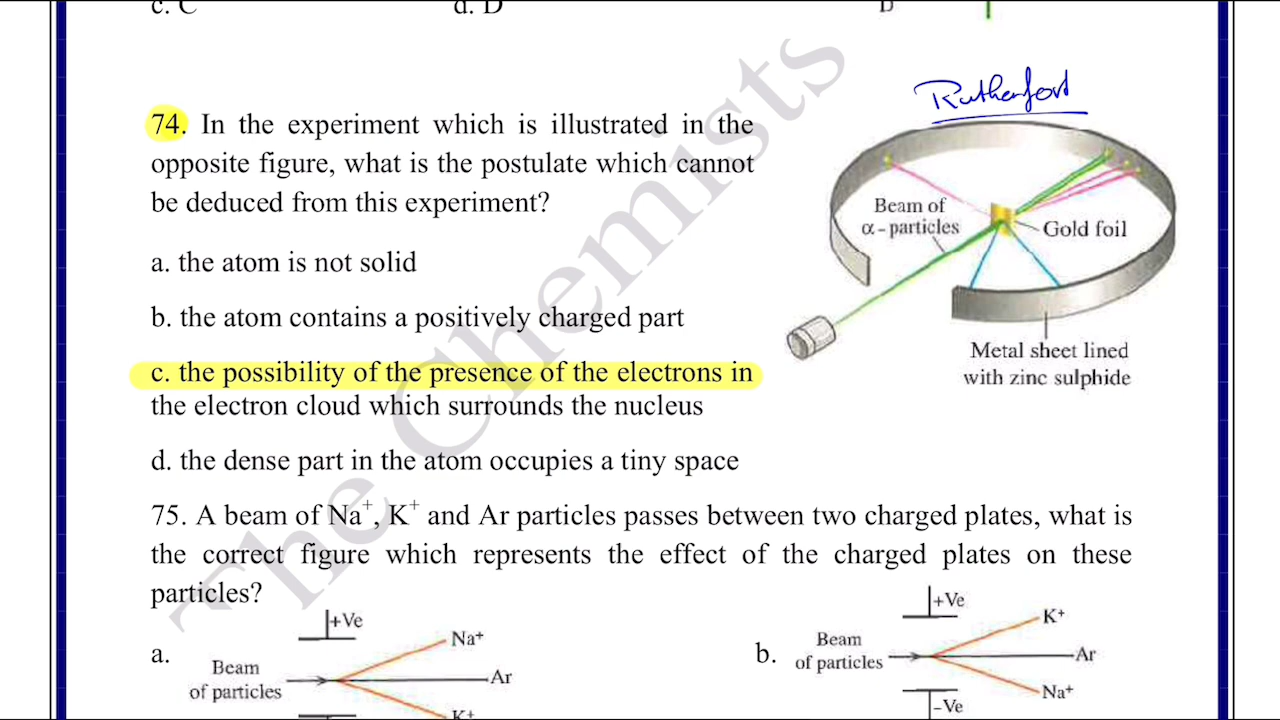 c. C
d. D
D
Rutherford
74. In the experiment which is illustrated in the
opposite figure, what is the postulate which cannot
be deduced from this experiment?
a. the atom is not solid
b. the atom contains a positively charged part
c. the possibility of the presence of the electrons in
the electron cloud which surrounds the nucleus
d. the dense part in the atom occupies a tiny space
Beam of
α - particles
Gold foil
Metal sheet lined
with zinc sulphide
75. A beam of Na⁺, K⁺ and Ar particles passes between two charged plates, what is
the correct figure which represents the effect of the charged plates on these
particles?
a.
+Ve
Beam
of particles
Na⁺
Ar
K⁺
b.
+Ve
Beam
of particles
K⁺
Ar
Na⁺
-Ve
The Chemists